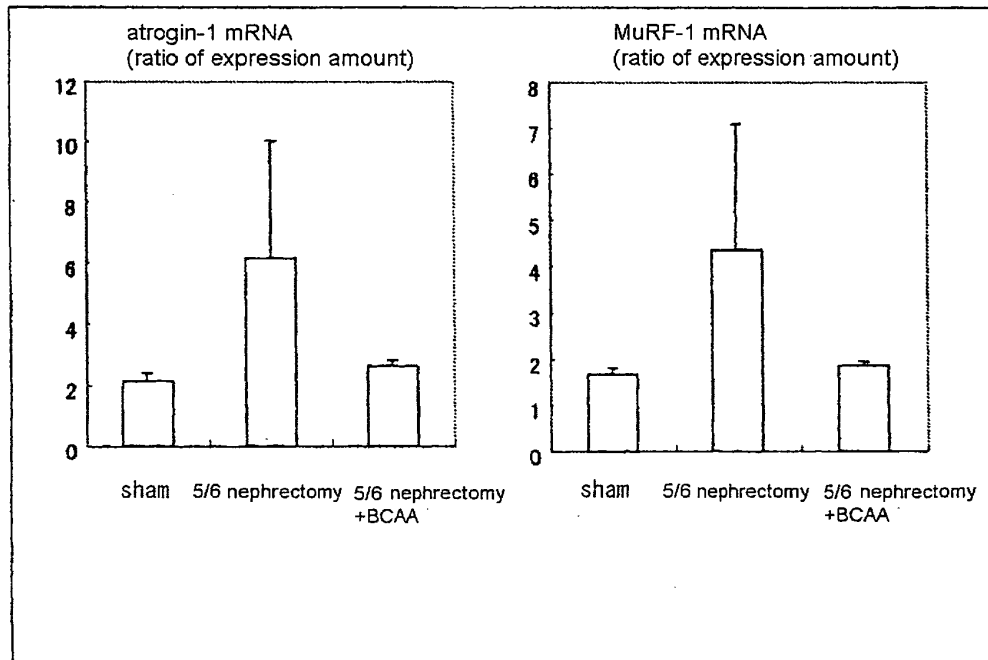 atrogin-1 mRNA
(ratio of expression amount)
12
10
8
6
4
2
0
sham
5/6 nephrectomy
5/6 nephrectomy
+BCAA
MuRF-1 mRNA
(ratio of expression amount)
8
7
6
5
4
3
2
1
0
sham
5/6 nephrectomy
5/6 nephrectomy
+BCAA